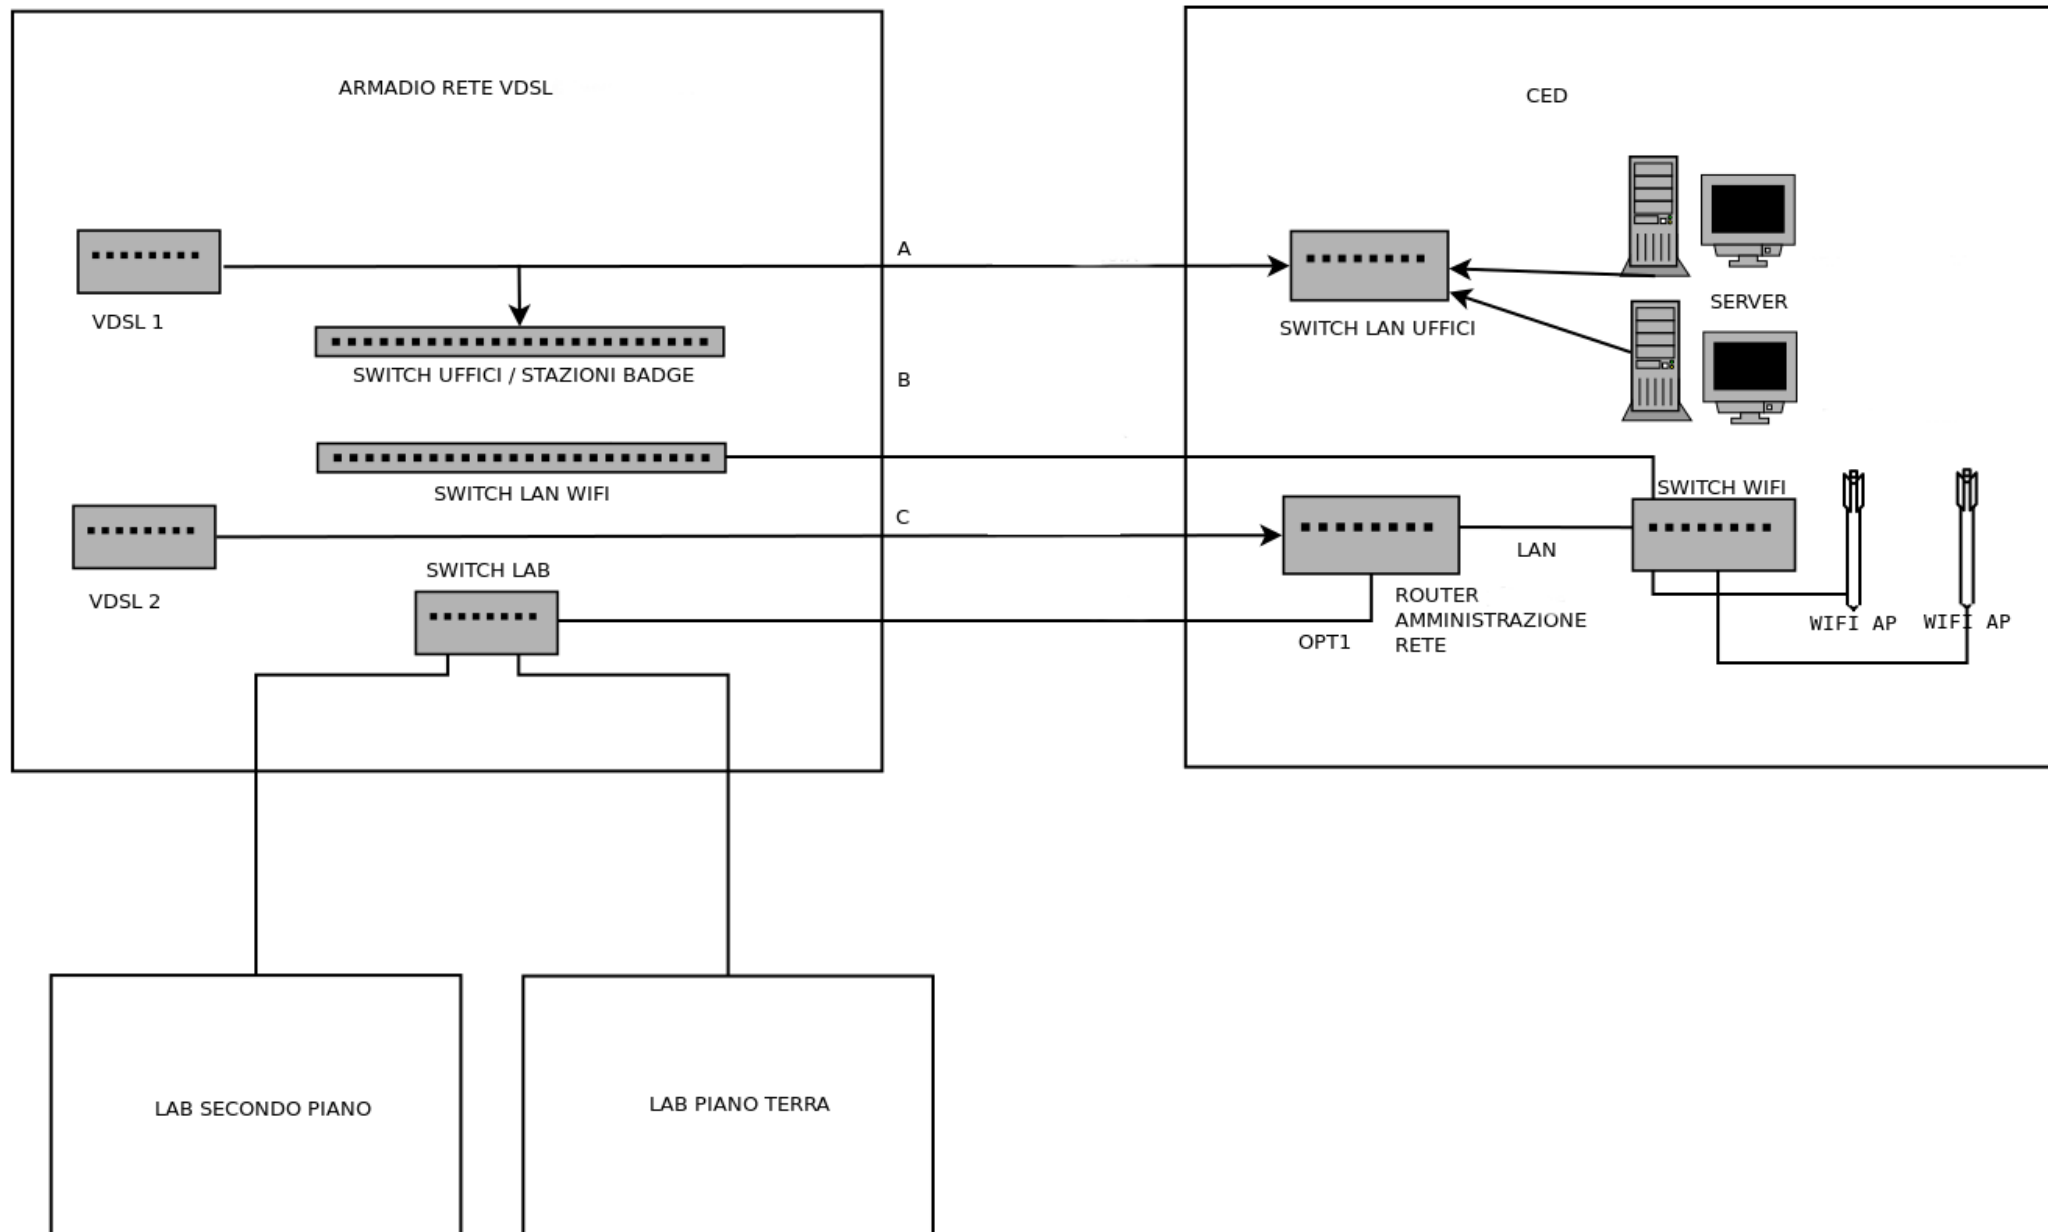 ARMADIO RETE VDSL
CED
A
VDSL 1
SWITCH LAN UFFICI
SERVER
SWITCH UFFICI / STAZIONI BADGE
B
SWITCH LAN WIFI
SWITCH WIFI
C
LAN
SWITCH LAB
VDSL 2
ROUTER
AMMINISTRAZIONE
RETE
OPT1
WIFI AP
WIFI AP
LAB SECONDO PIANO
LAB PIANO TERRA